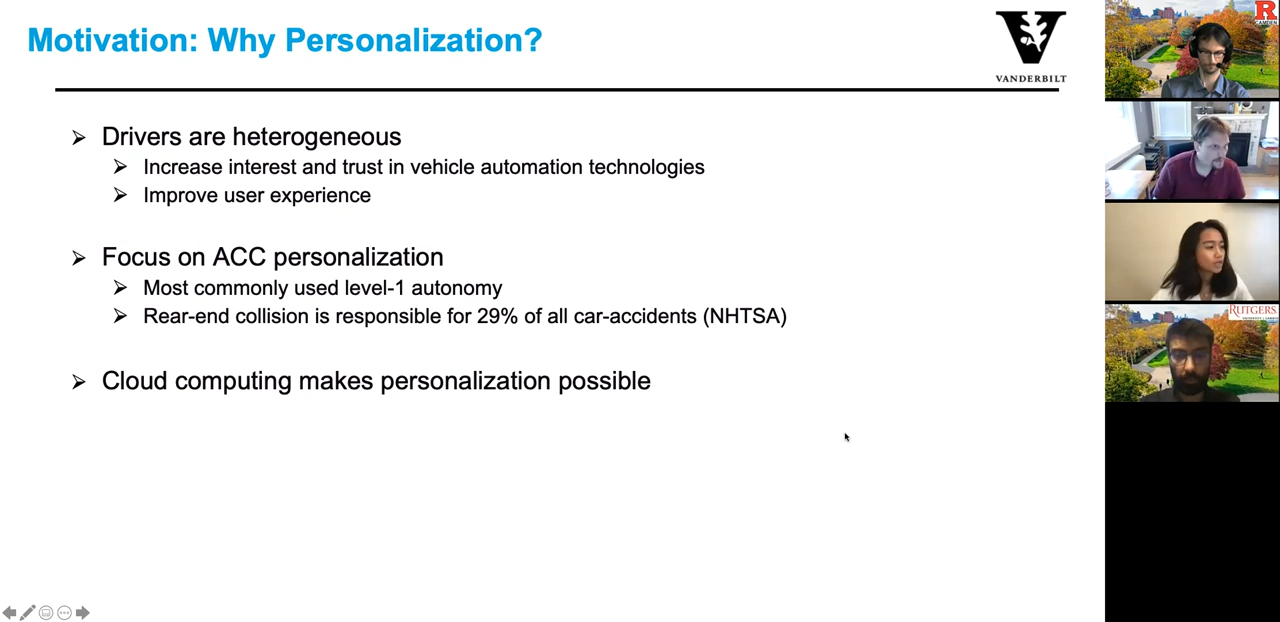 Motivation: Why Personalization?
VANDERBILT
Drivers are heterogeneous
Increase interest and trust in vehicle automation technologies
Improve user experience
Focus on ACC personalization
Most commonly used level-1 autonomy
Rear-end collision is responsible for 29% of all car-accidents (NHTSA)
Cloud computing makes personalization possible
R
CAMDEN
RUTGERS